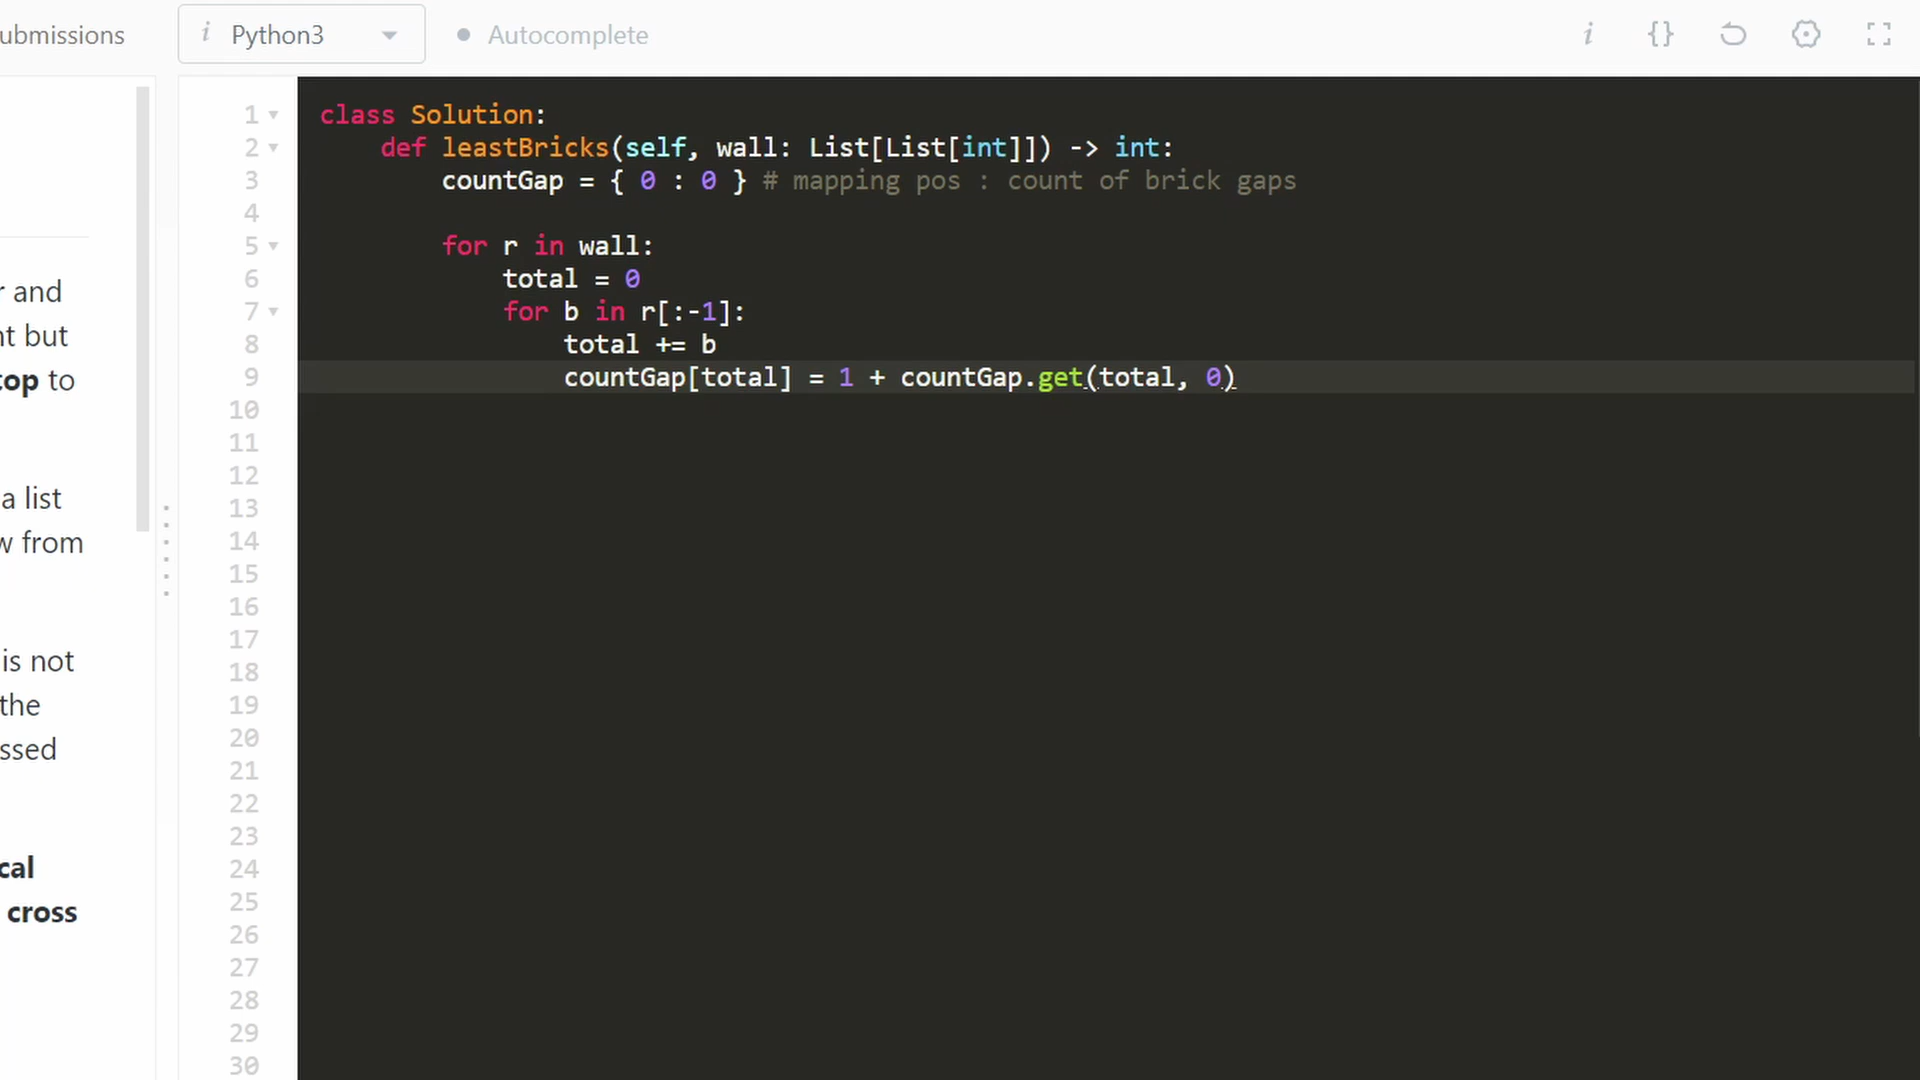 ubmissions
i Python3
Autocomplete
i {}
r and
nt but
top to
a list
w from
is not
the
ssed
cal
cross
1 class Solution:
2 def leastBricks(self, wall: List[List[int]]) -> int:
3 countGap = { 0 : 0 } # mapping pos : count of brick gaps
4
5 for r in wall:
6 total = 0
7 for b in r[:-1]:
8 total += b
9 countGap[total] = 1 + countGap.get(total, 0)
10
11
12
13
14
15
16
17
18
19
20
21
22
23
24
25
26
27
28
29
30